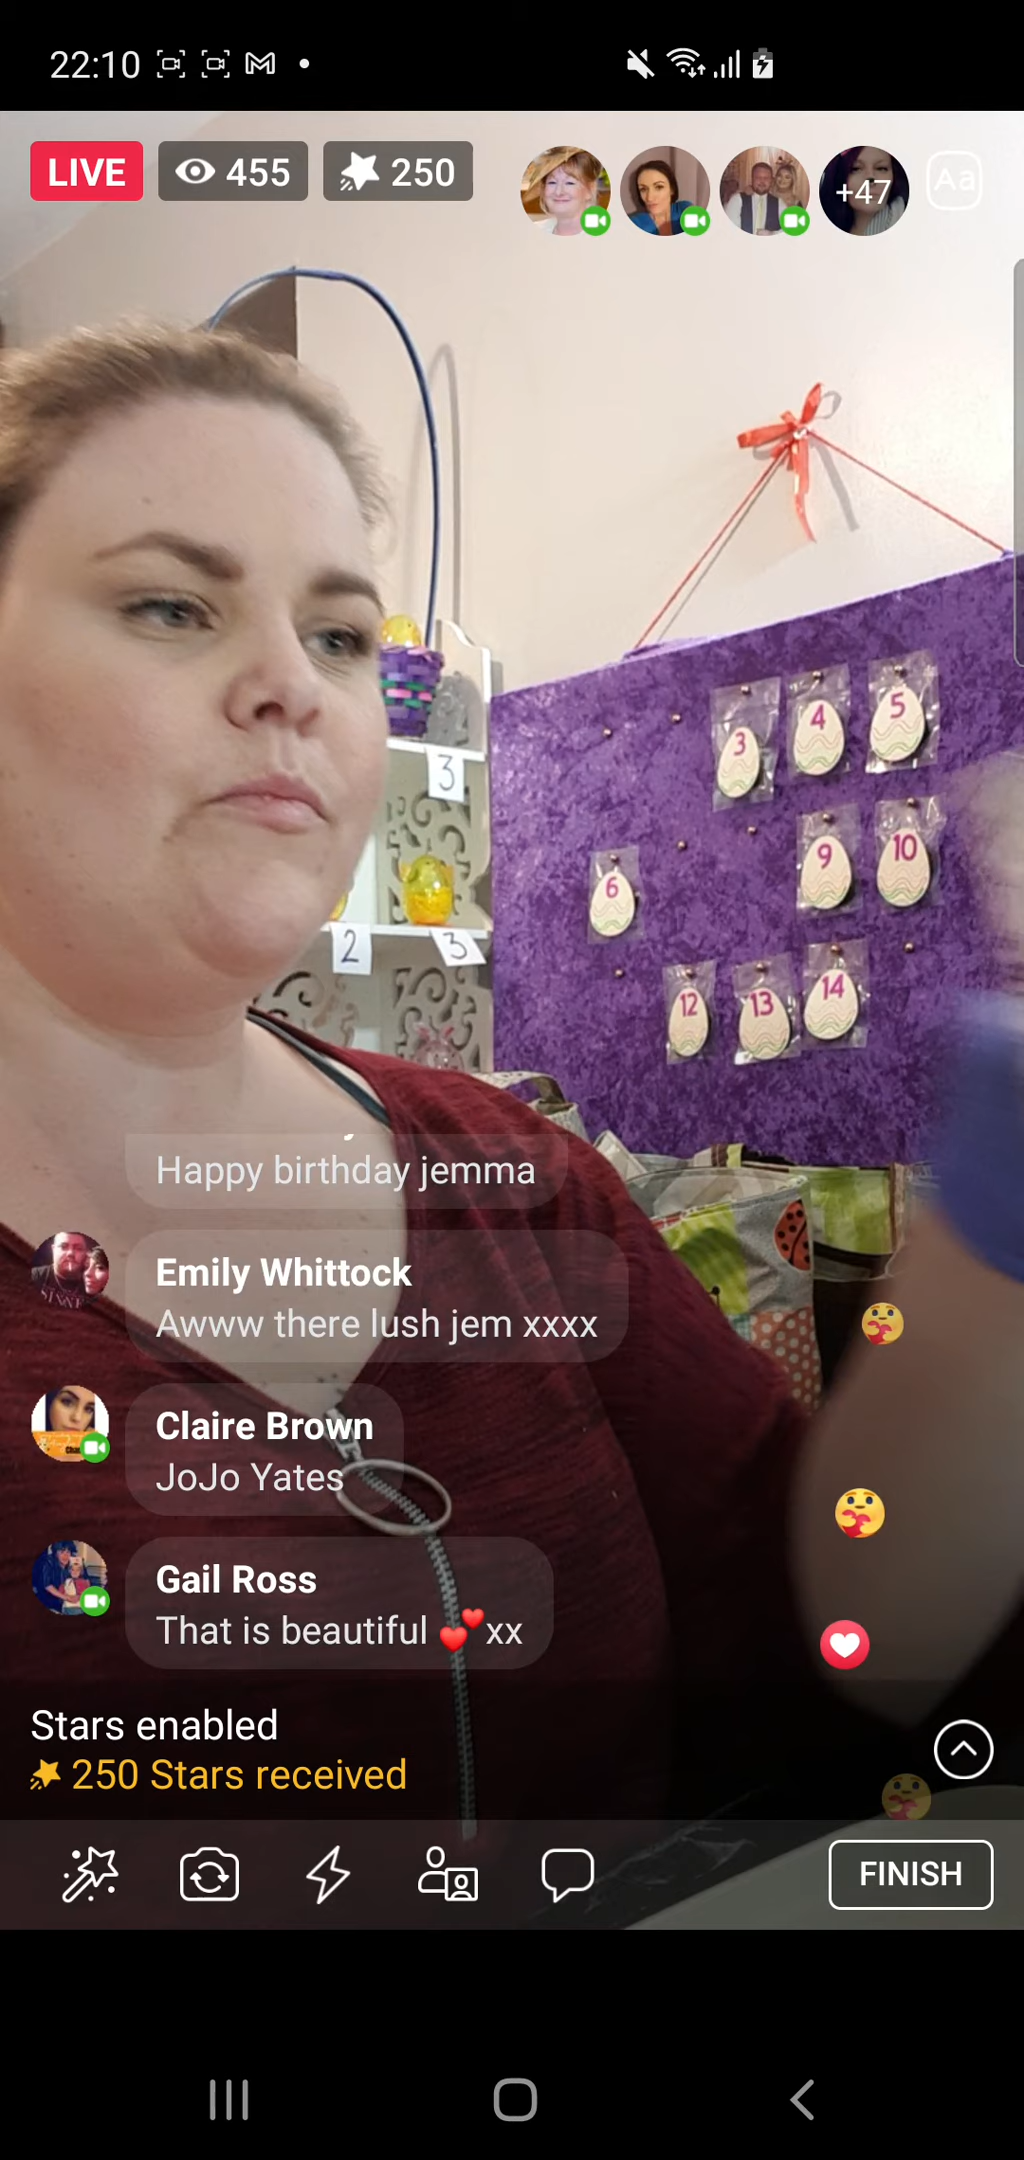 22:10
LIVE
455
250
+47
Aa
3
4
5
3
6
9
10
2
3
12
13
14
Happy birthday jemma
Emily Whittock
Awww there lush jem xxxx
Claire Brown
JoJo Yates
Gail Ross
That is beautiful 💕xx
Stars enabled
250 Stars received
FINISH